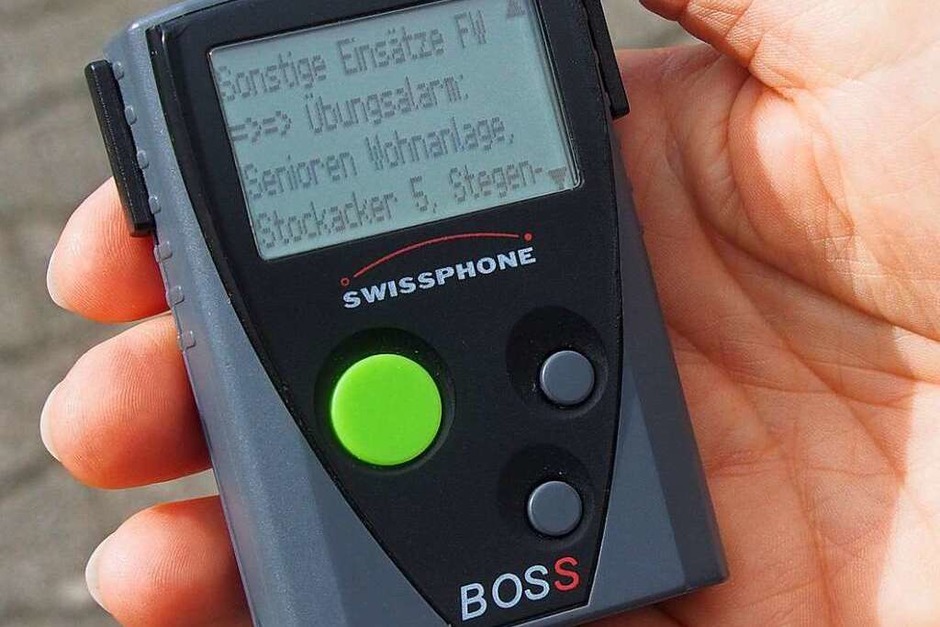 Sonstige Einsätze FW
=>=> Übungsalarm:
Senioren Wohnanlage,
Stockacker 5, Stegen-
SWISSPHONE
BOSS